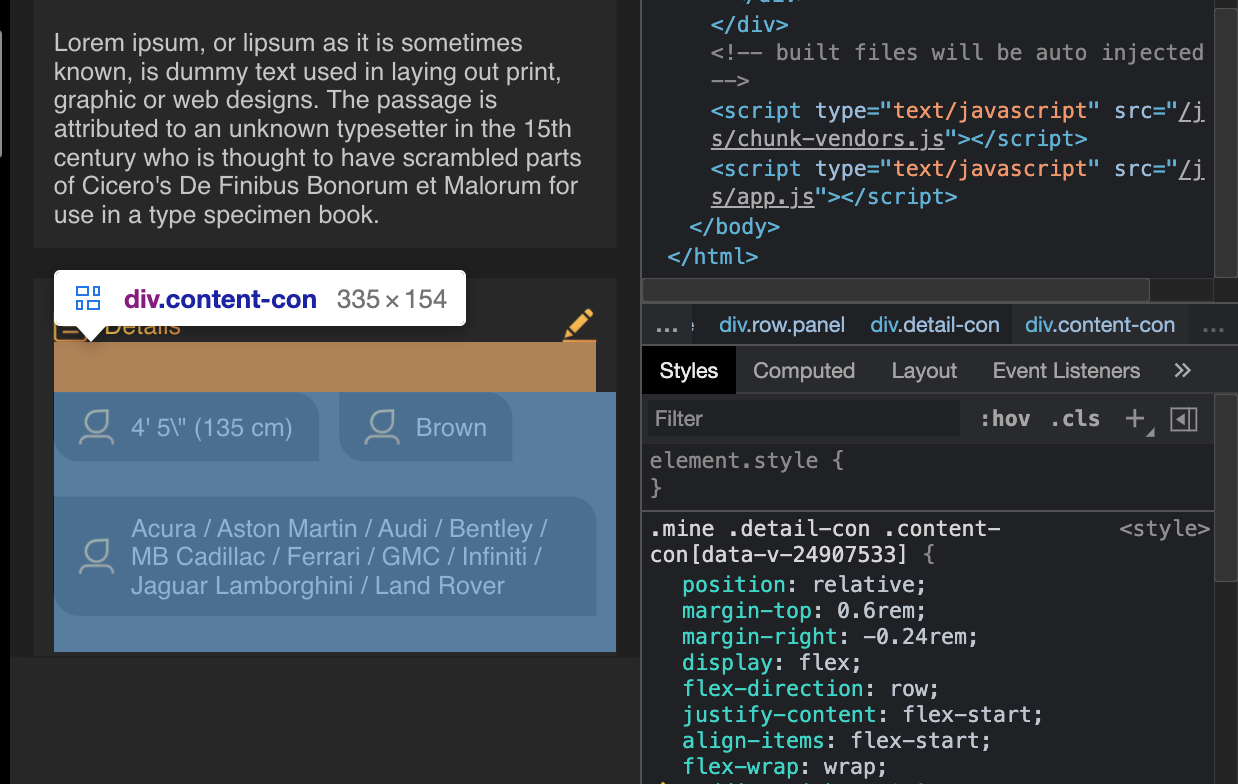 Lorem ipsum, or lipsum as it is sometimes
known, is dummy text used in laying out print,
graphic or web designs. The passage is
attributed to an unknown typesetter in the 15th
century who is thought to have scrambled parts
of Cicero's De Finibus Bonorum et Malorum for
use in a type specimen book.
div.content-con 335 × 154
Details
4' 5\" (135 cm)
Brown
Acura / Aston Martin / Audi / Bentley /
MB Cadillac / Ferrari / GMC / Infiniti /
Jaguar Lamborghini / Land Rover
</div>
<!-- built files will be auto injected
-->
<script type="text/javascript" src="/j
s/chunk-vendors.js"></script>
<script type="text/javascript" src="/j
s/app.js"></script>
</body>
</html>
... div.row.panel div.detail-con div.content-con ...
Styles Computed Layout Event Listeners »
Filter :hov .cls +
element.style {
}
.mine .detail-con .content- <style>
con[data-v-24907533] {
position: relative;
margin-top: 0.6rem;
margin-right: -0.24rem;
display: flex;
flex-direction: row;
justify-content: flex-start;
align-items: flex-start;
flex-wrap: wrap;